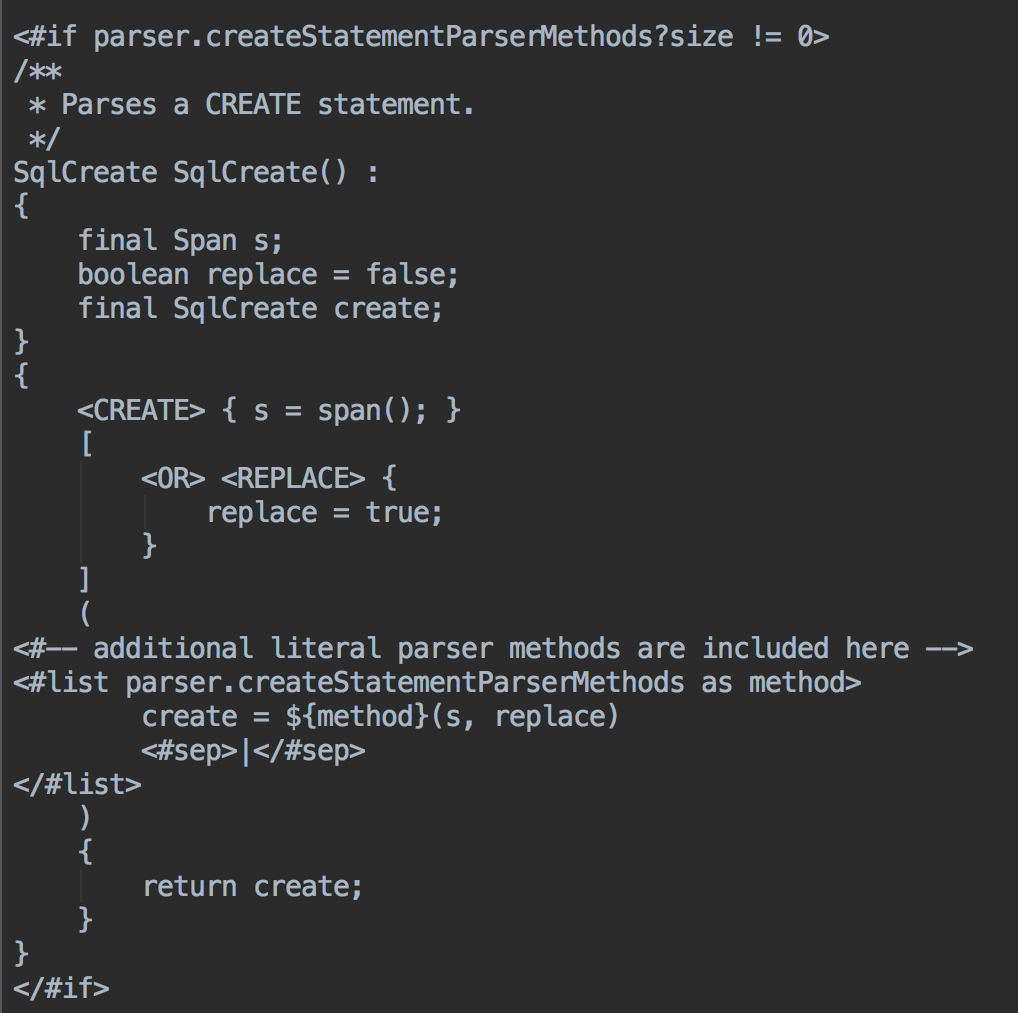 <#if parser.createStatementParserMethods?size != 0>
/**
 * Parses a CREATE statement.
 */
SqlCreate SqlCreate() :
{
    final Span s;
    boolean replace = false;
    final SqlCreate create;
}
{
    <CREATE> { s = span(); }
    [
        <OR> <REPLACE> {
            replace = true;
        }
    ]
    (
<#-- additional literal parser methods are included here -->
<#list parser.createStatementParserMethods as method>
        create = ${method}(s, replace)
        <#sep>|</#sep>
</#list>
    )
    {
        return create;
    }
}
</#if>